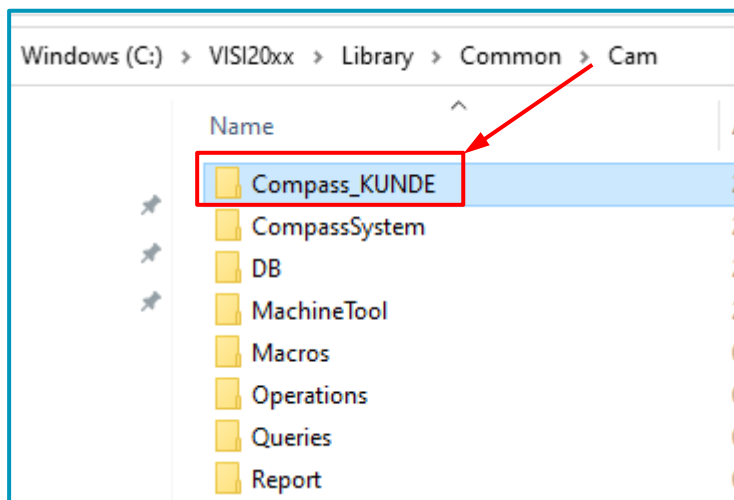 Windows (C:) > VISI20xx > Library > Common > Cam
Name
Compass_KUNDE
CompassSystem
DB
MachineTool
Macros
Operations
Queries
Report